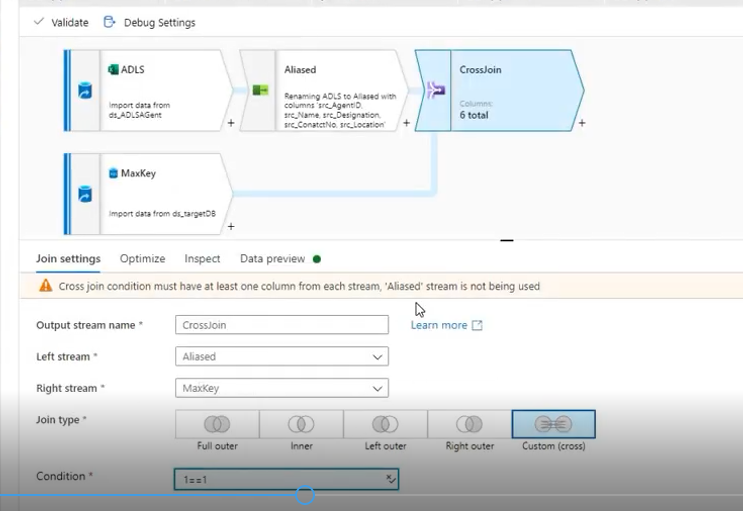 Validate Debug Settings
ADLS
Import data from
ds_ADLSAGent
Aliased
Renaming ADLS to Aliased with
columns 'src_AgentID,
src_Name, src_Designation,
src_ConatctNo, src_Location'
CrossJoin
Columns:
6 total
+
+
+
MaxKey
Import data from ds_targetDB
+
Join settings Optimize Inspect Data preview
Cross join condition must have at least one column from each stream, 'Aliased' stream is not being used
Output stream name * CrossJoin Learn more
Left stream * Aliased
Right stream * MaxKey
Join type *
Full outer Inner Left outer Right outer Custom (cross)
Condition * 1==1